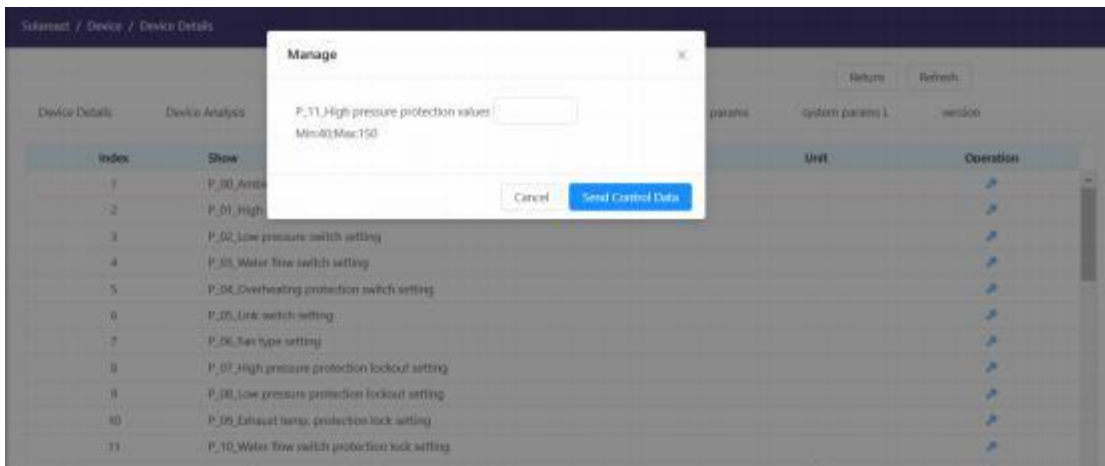 / Device / Device Details
Manage
Return Refresh
Device Details Device Analysis P_11_High pressure protection values params system params L version
Min:40;Max:150
Index Show Unit Operation
Cancel Send Control Data
1 P_00_
2 P_01_High
3 P_02_Low pressure switch setting
4 P_03_Water flow switch setting
5 P_04_Overheating protection switch setting
6 P_05_Link switch setting
7 P_06_Fan type setting
8 P_07_High pressure protection lockout setting
9 P_08_Low pressure protection lockout setting
10 P_09_Exhaust temp. protection lock setting
11 P_10_Water flow switch protection lock setting